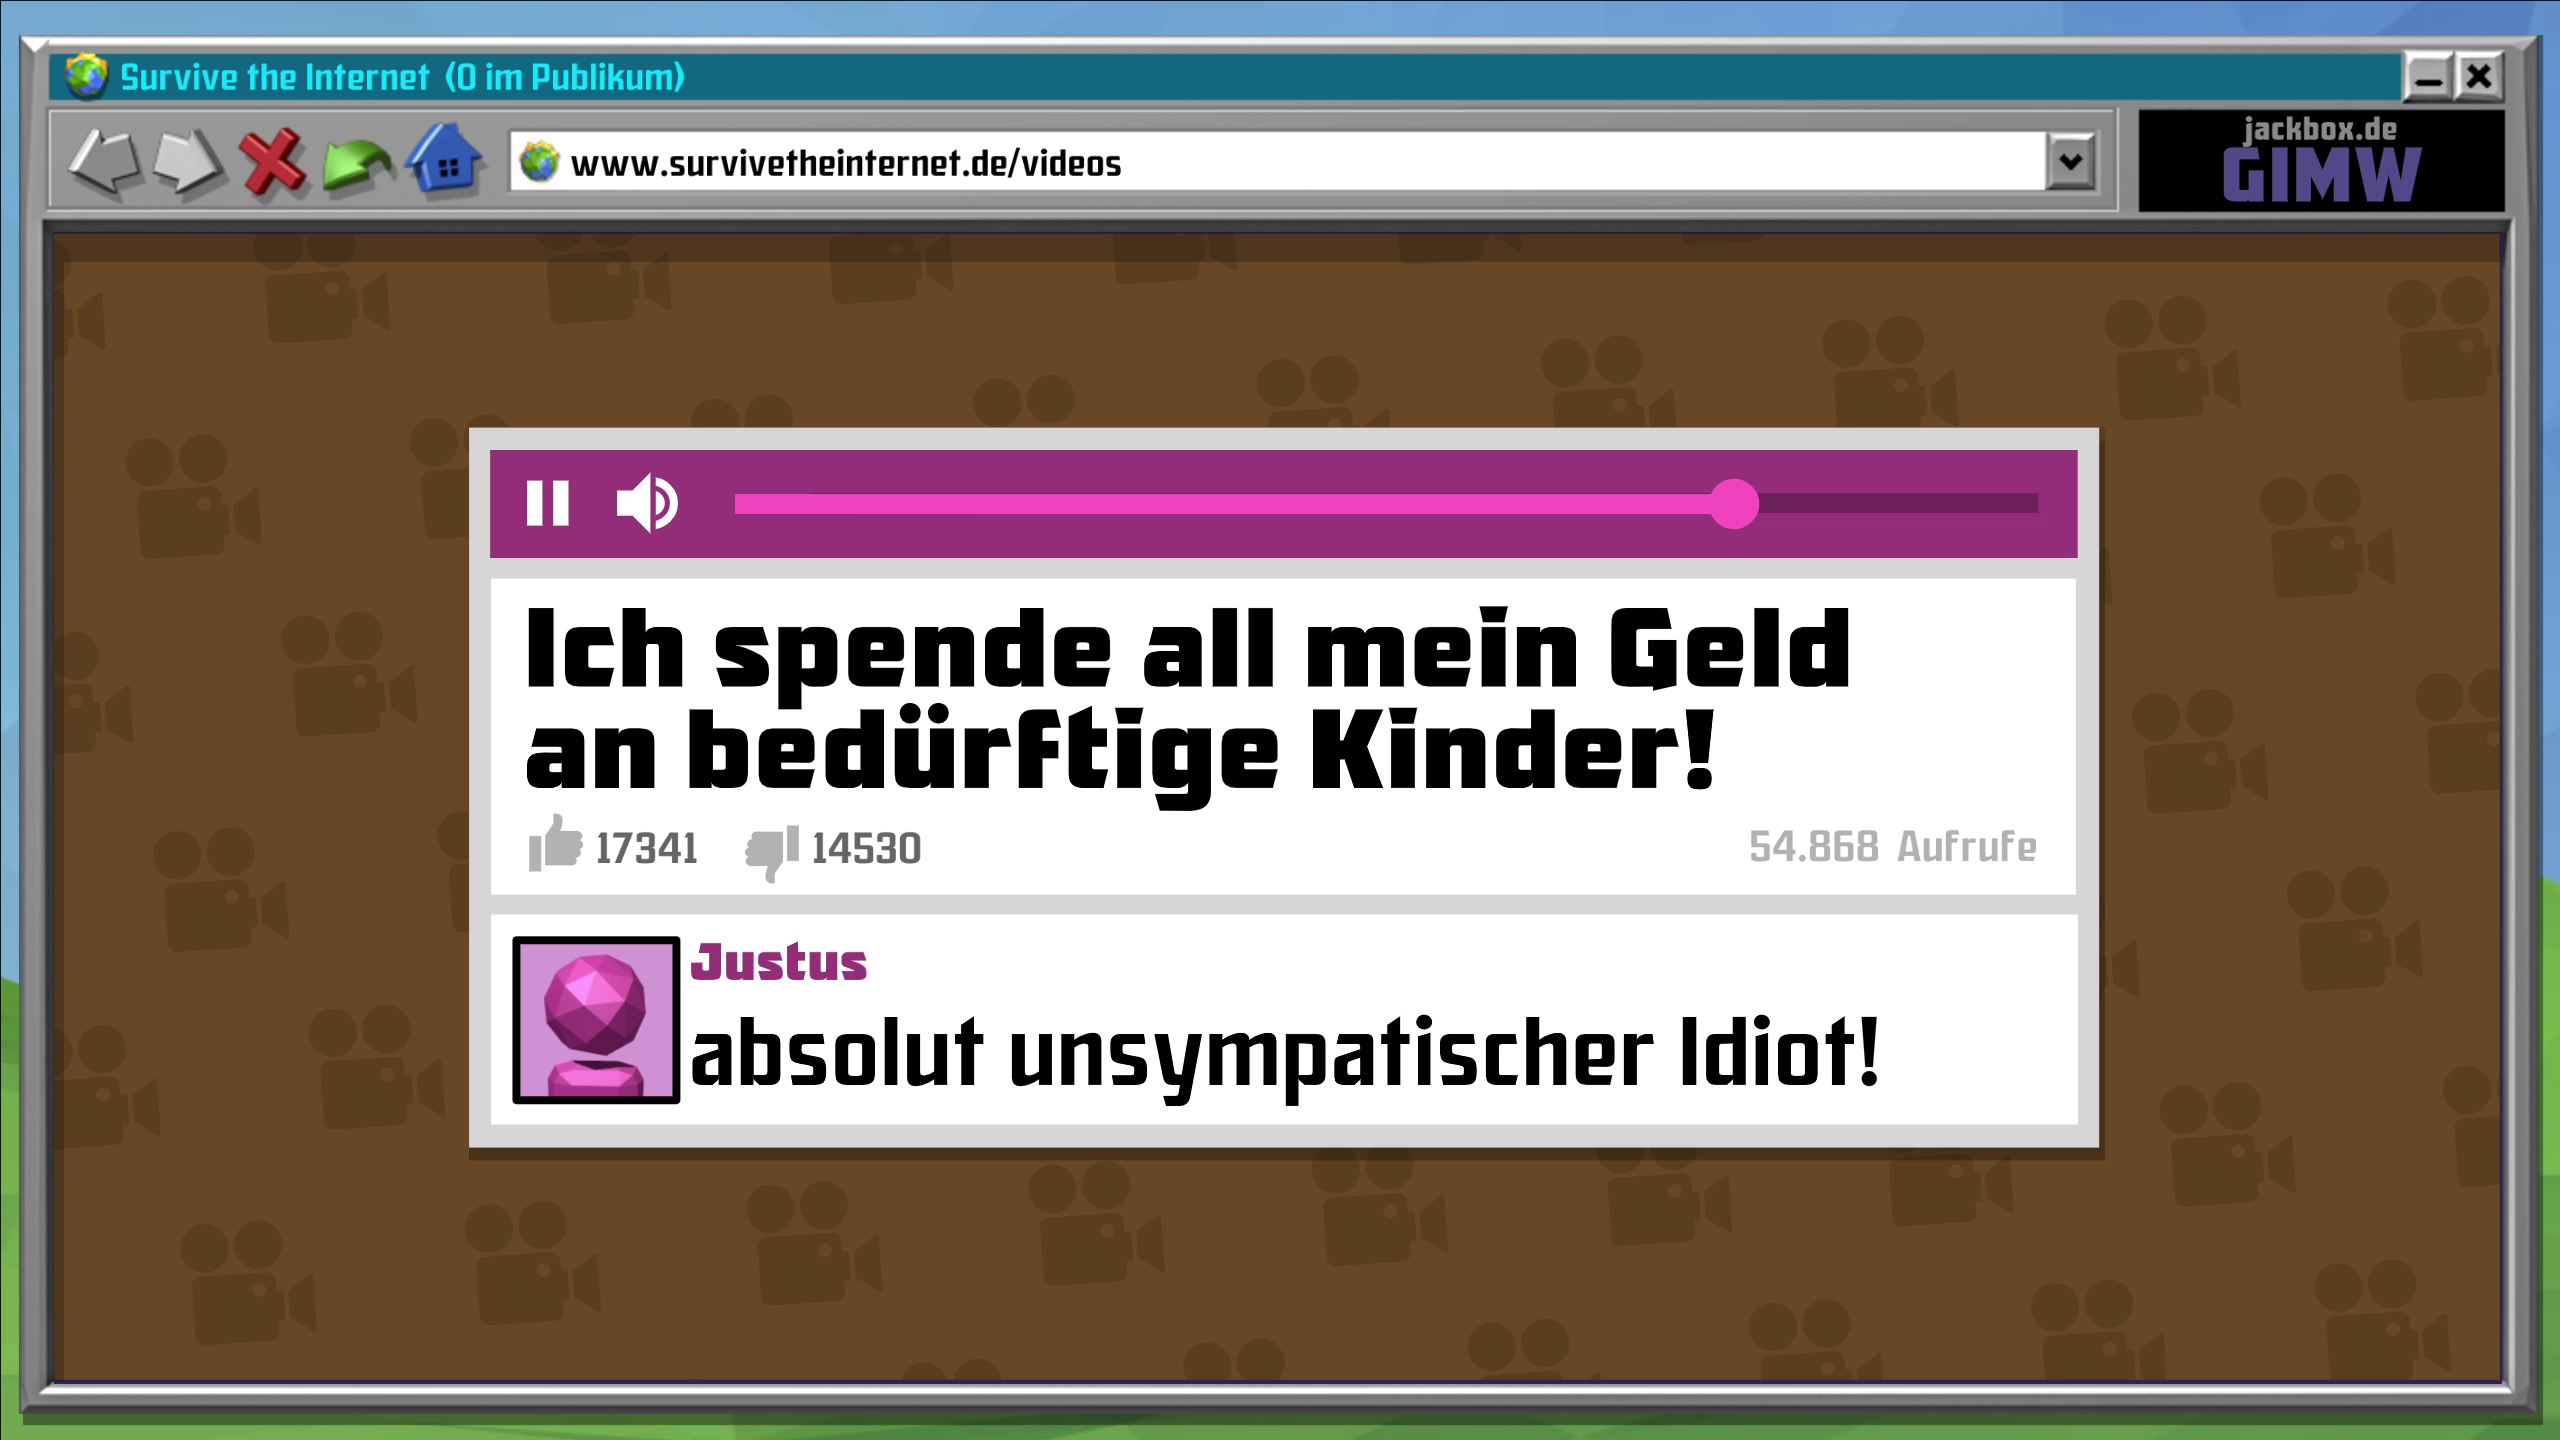 Survive the Internet (0 im Publikum)
www.survivetheinternet.de/videos
jackbox.de
GIMW
Ich spende all mein Geld
an bedürftige Kinder!
17341 14530 54.868 Aufrufe
Justus
absolut unsympatischer Idiot!